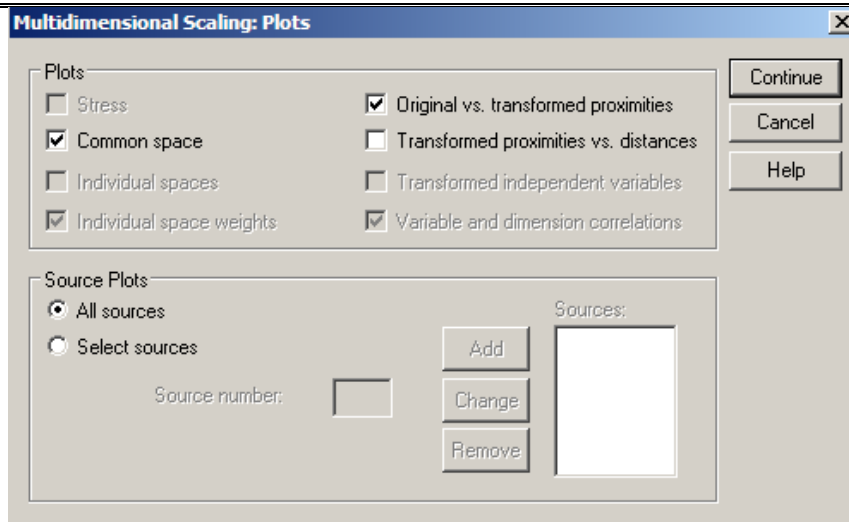 Multidimensional Scaling: Plots
Plots
Stress
Common space
Individual spaces
Individual space weights
Original vs. transformed proximities
Transformed proximities vs. distances
Transformed independent variables
Variable and dimension correlations
Continue
Cancel
Help
Source Plots
All sources
Select sources
Source number:
Add
Change
Remove
Sources: